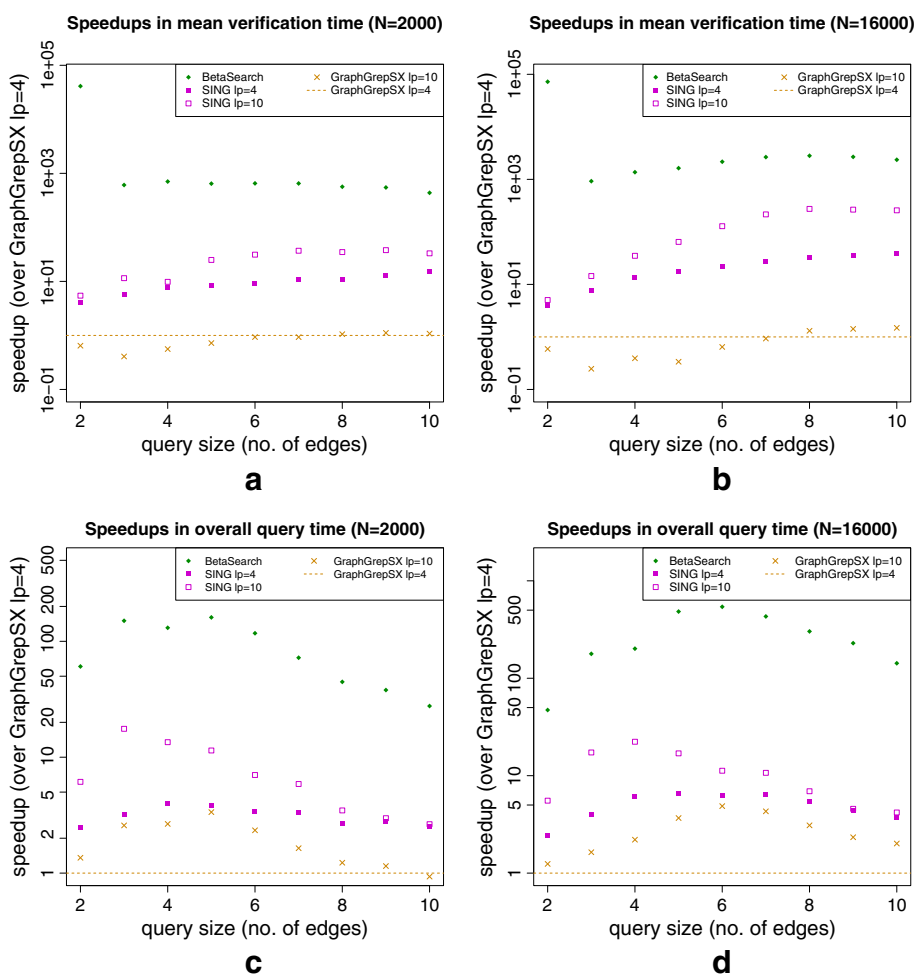 Speedups in mean verification time (N=2000)
speedup (over GraphGrepSX lp=4)
1e+05
1e+03
1e+01
1e−01
BetaSearch
SING lp=4
SING lp=10
GraphGrepSX lp=10
GraphGrepSX lp=4
2 4 6 8 10
query size (no. of edges)
a
Speedups in mean verification time (N=16000)
speedup (over GraphGrepSX lp=4)
1e+05
1e+03
1e+01
1e−01
BetaSearch
SING lp=4
SING lp=10
GraphGrepSX lp=10
GraphGrepSX lp=4
2 4 6 8 10
query size (no. of edges)
b
Speedups in overall query time (N=2000)
speedup (over GraphGrepSX lp=4)
500
200
100
50
20
10
5
2
1
BetaSearch
SING lp=4
SING lp=10
GraphGrepSX lp=10
GraphGrepSX lp=4
2 4 6 8 10
query size (no. of edges)
c
Speedups in overall query time (N=16000)
speedup (over GraphGrepSX lp=4)
500
100
50
10
5
1
BetaSearch
SING lp=4
SING lp=10
GraphGrepSX lp=10
GraphGrepSX lp=4
2 4 6 8 10
query size (no. of edges)
d